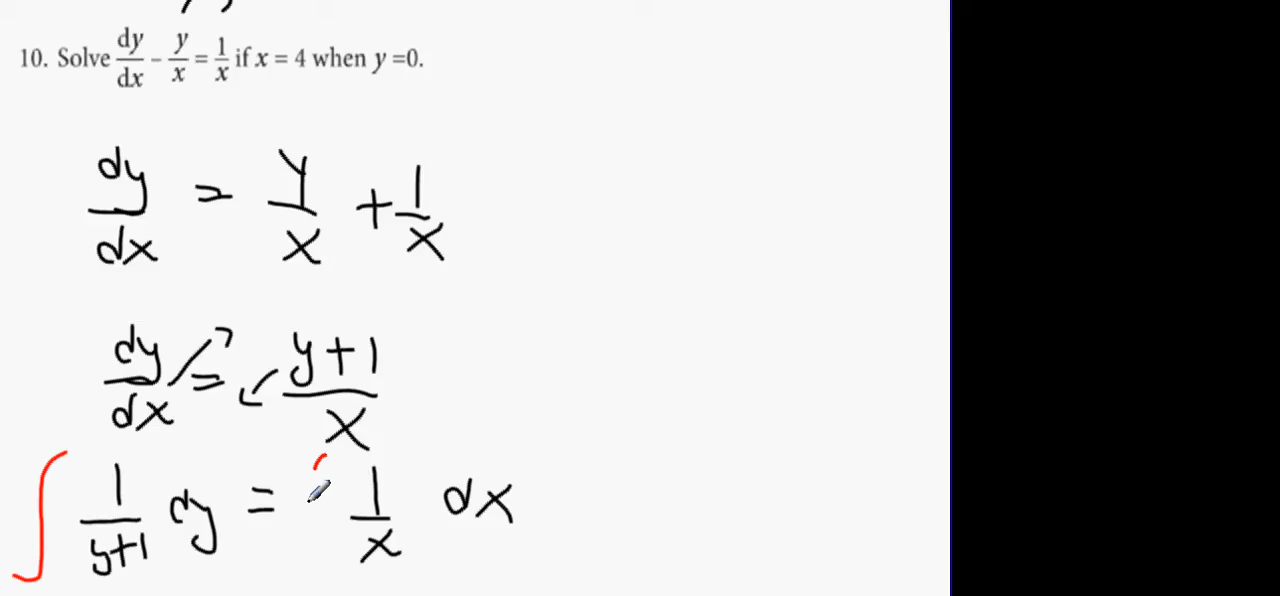 10. Solve dy/dx - y/x = 1/x if x = 4 when y =0.
dy/dx = y/x + 1/x
dy/dx = y+1/x
∫ 1/y+1 dy = 1/x dx